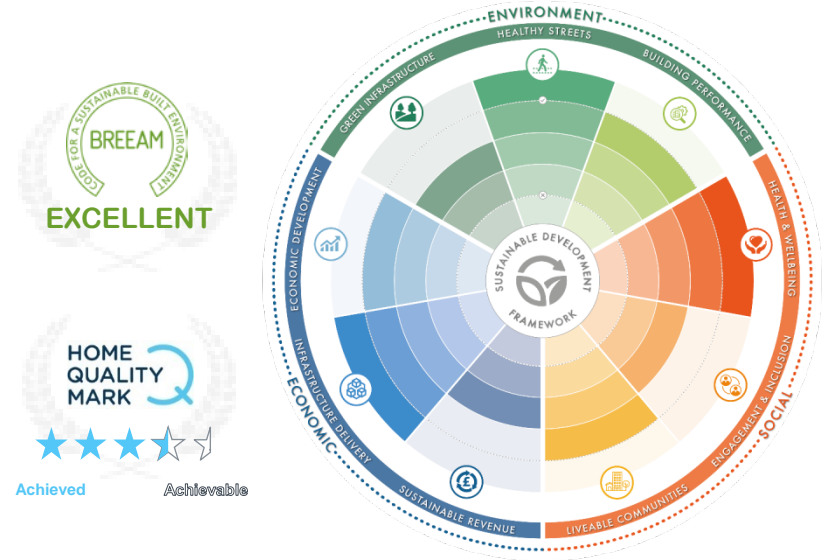 CODE FOR A SUSTAINABLE BUILT ENVIRONMENT
BREEAM
EXCELLENT
HOME
QUALITY
MARK
Achieved
Achievable
ENVIRONMENT
GREEN INFRASTRUCTURE
HEALTHY STREETS
BUILDING PERFORMANCE
SOCIAL
HEALTH & WELLBEING
ENGAGEMENT & INCLUSION
LIVEABLE COMMUNITIES
ECONOMIC
SUSTAINABLE REVENUE
INFRASTRUCTURE DELIVERY
ECONOMIC DEVELOPMENT
SUSTAINABLE DEVELOPMENT
FRAMEWORK
£